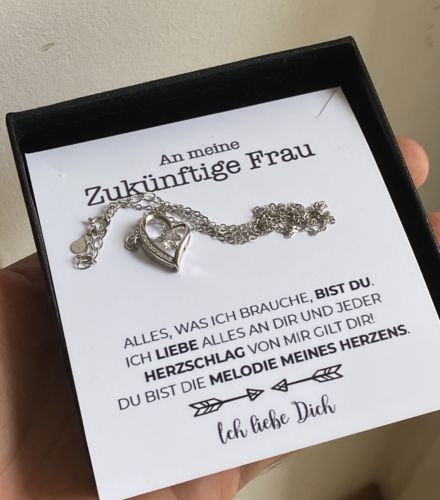 An meine
Zukünftige Frau
ALLES, WAS ICH BRAUCHE, BIST DU.
ICH LIEBE ALLES AN DIR UND JEDER
HERZSCHLAG VON MIR GILT DIR!
DU BIST DIE MELODIE MEINES HERZENS.
Ich liebe Dich